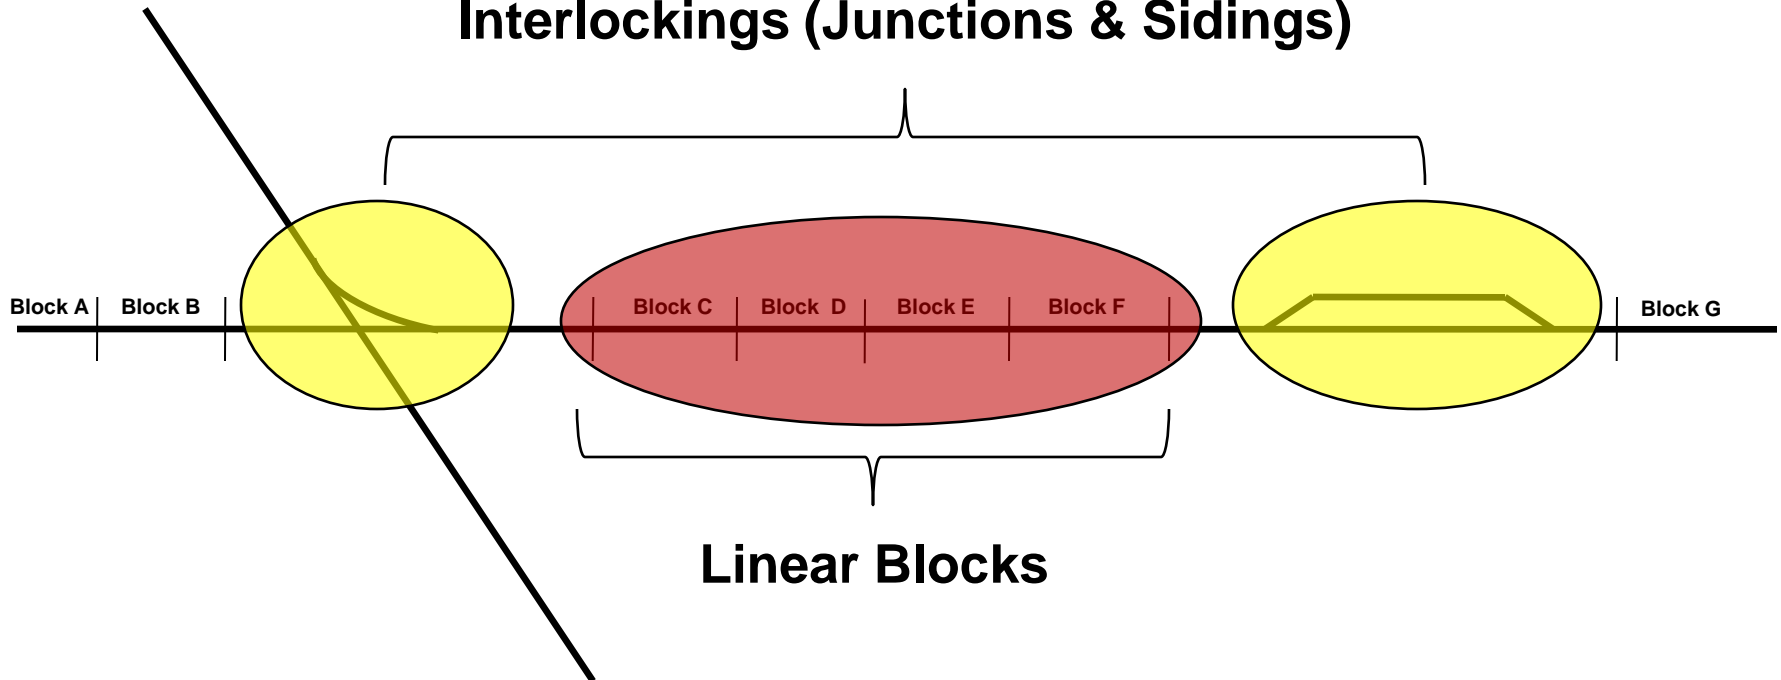 Interlockings (Junctions & Sidings)
Block A
Block B
Block C
Block  D
Block E
Block F
Block G
Linear Blocks